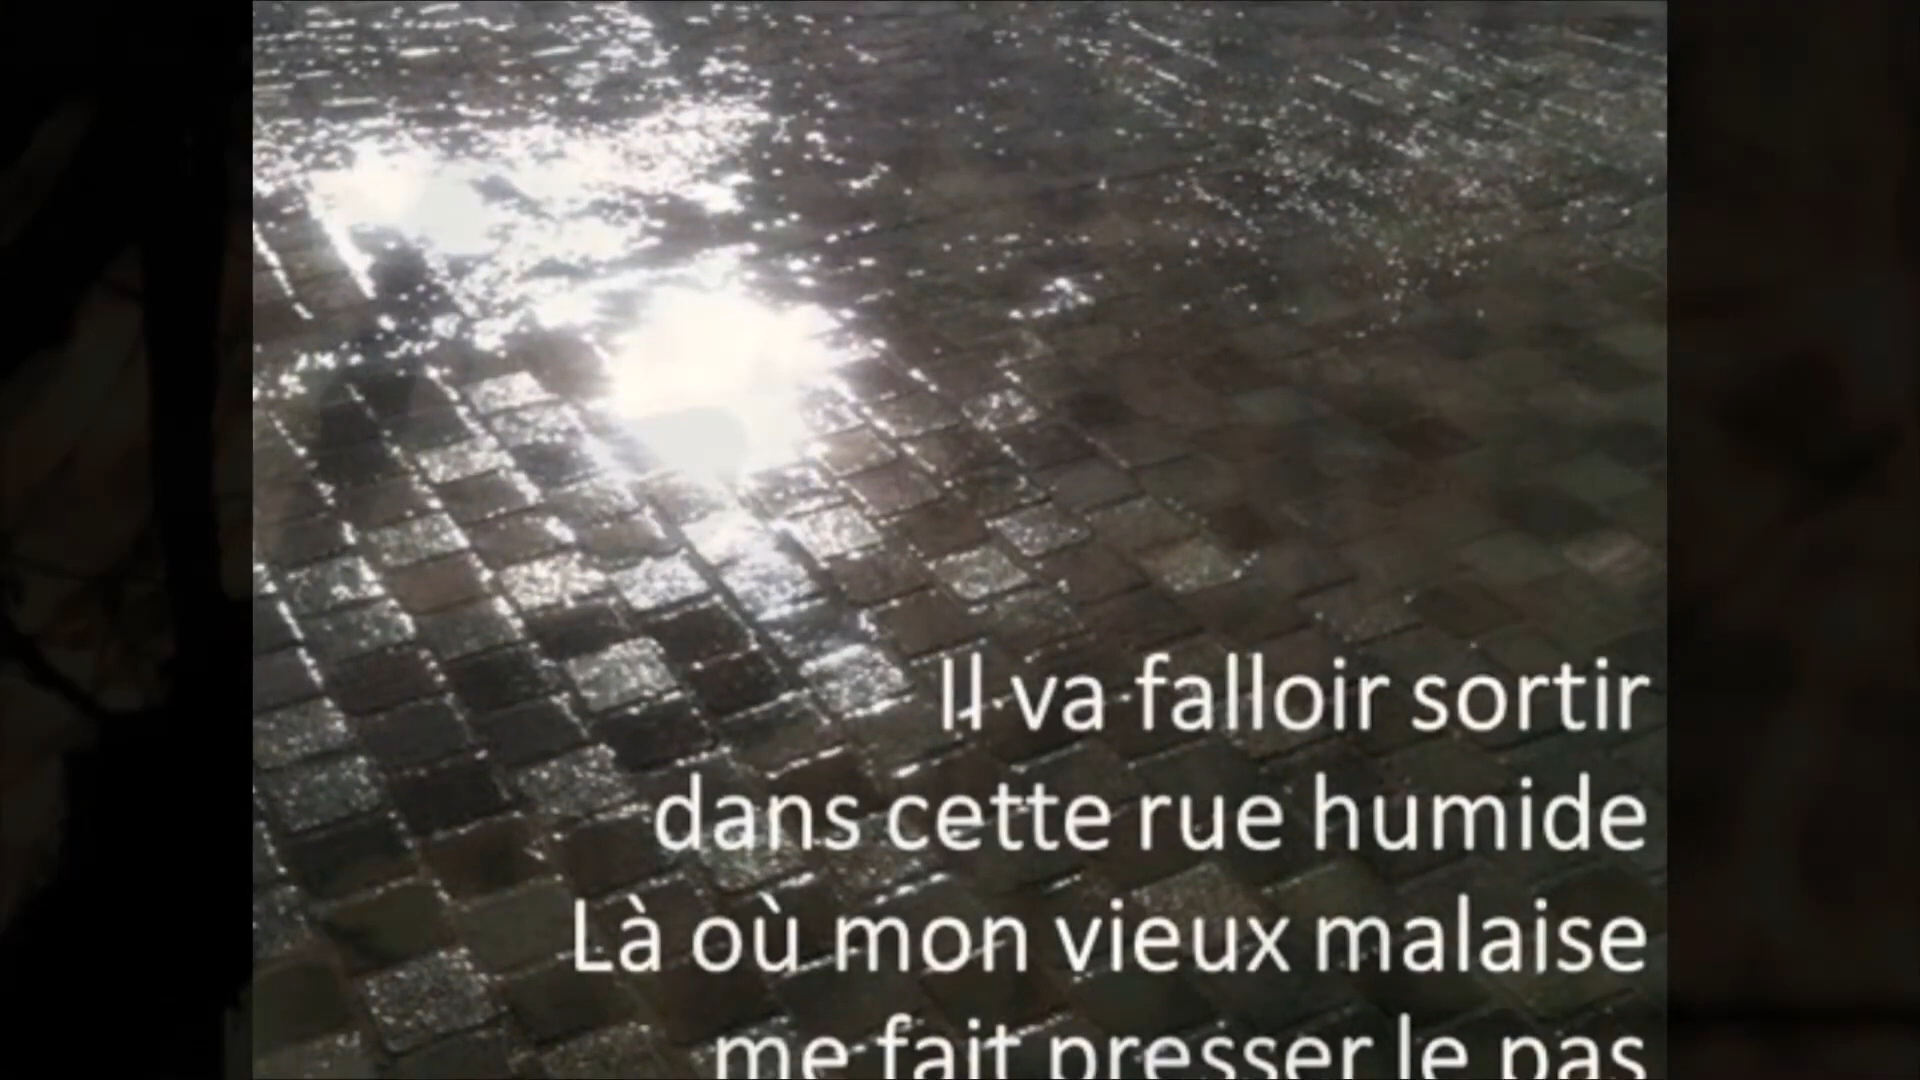 Il va falloir sortir
dans cette rue humide
Là où mon vieux malaise
me fait presser le pas